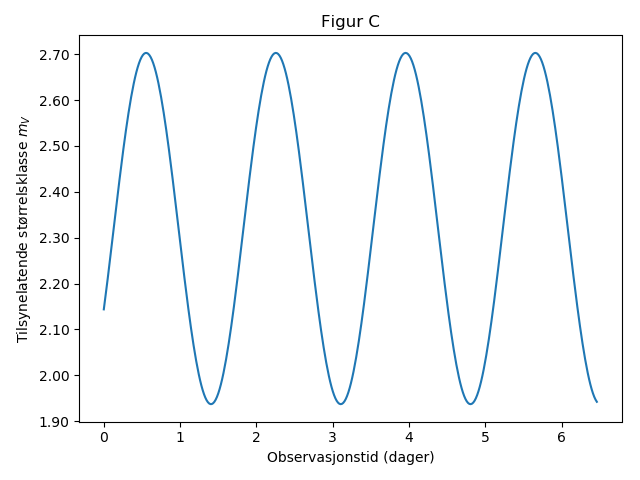 Figur C
Tilsynelatende størrelsklasse $m_V$
2.70
2.60
2.50
2.40
2.30
2.20
2.10
2.00
1.90
0 1 2 3 4 5 6
Observasjonstid (dager)